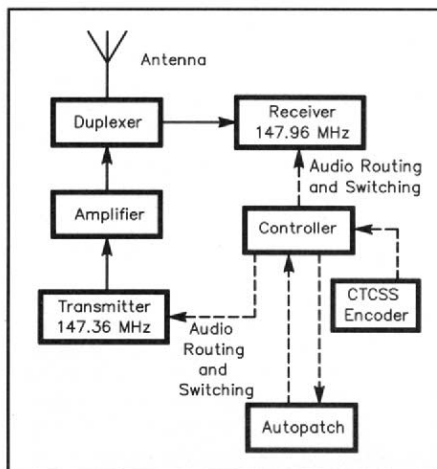 Antenna
Duplexer
Receiver
147.96 MHz
Audio Routing
and Switching
Amplifier
Controller
Transmitter
147.36 MHz
CTCSS
Encoder
Audio
Routing
and
Switching
Autopatch